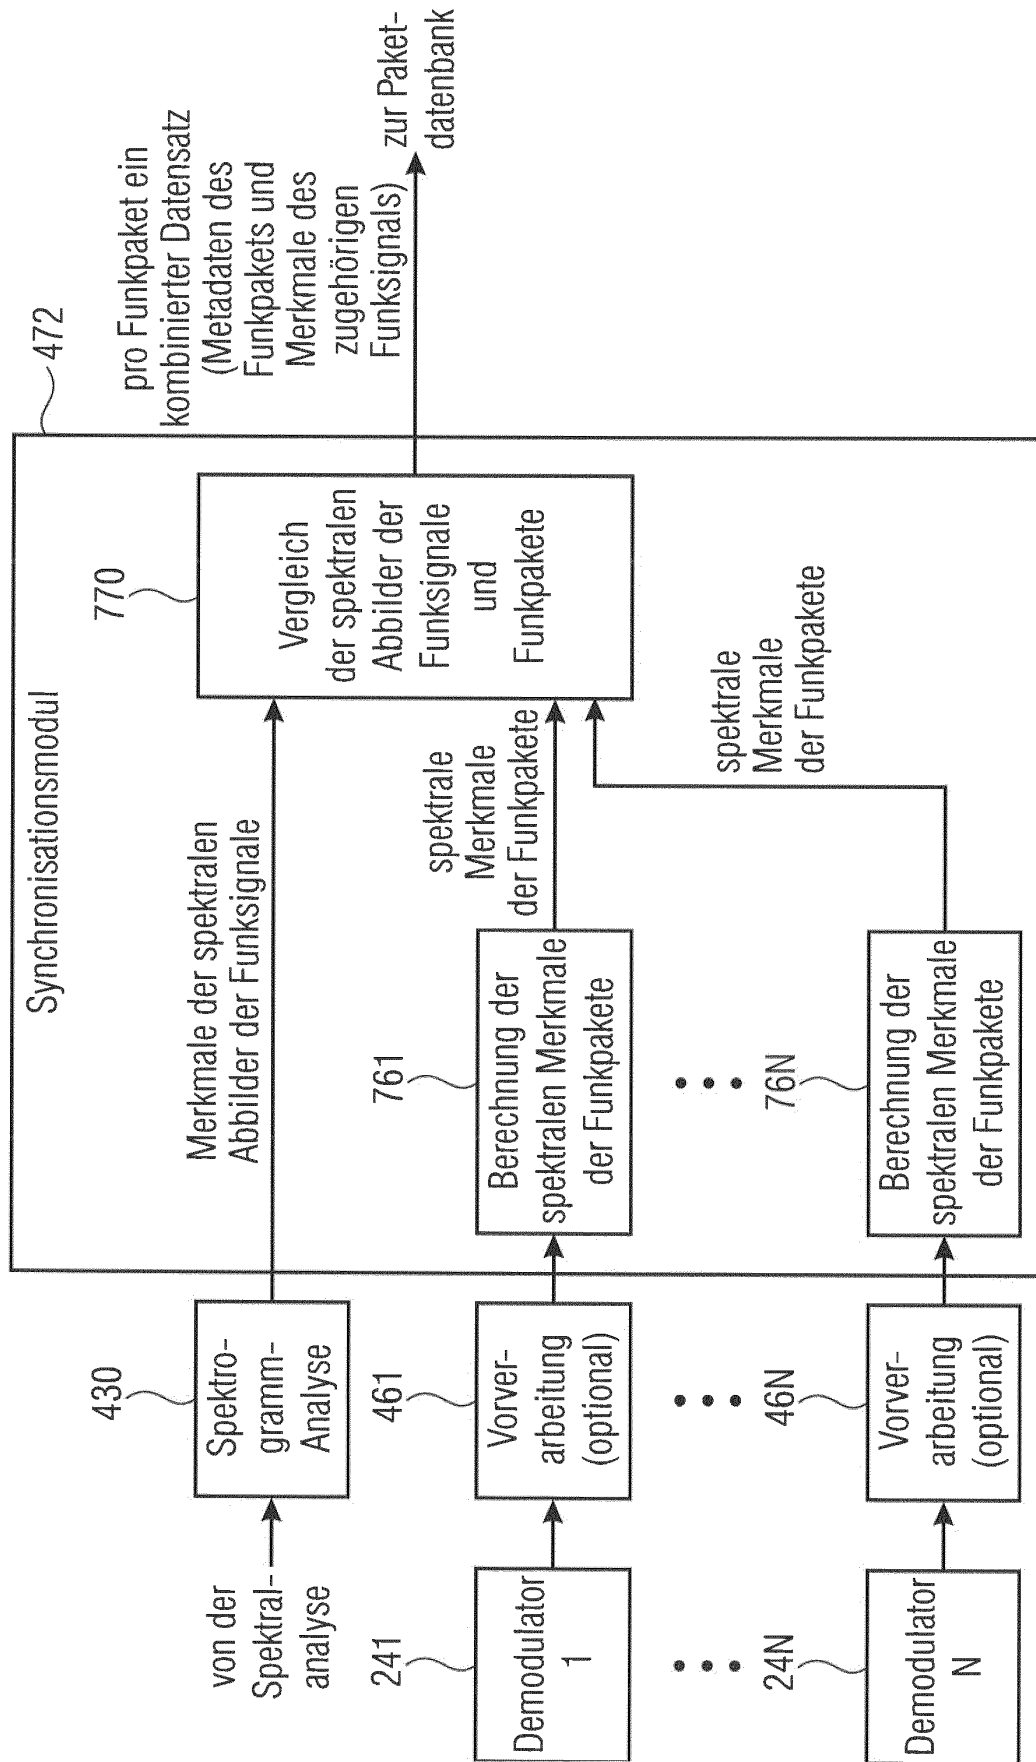 472
Synchronisationsmodul
430
von der
Spektral-
analyse
Spektro-
gramm-
Analyse
Merkmale der spektralen
Abbilder der Funksignale
770
Vergleich
der spektralen
Abbilder der
Funksignale
und
Funkpakete
pro Funkpaket ein
kombinierter Datensatz
(Metadaten des
Funkpakets und
Merkmale des
zugehörigen
Funksignals)
zur Paket-
datenbank
241
Demodulator
1
461
Vorver-
arbeitung
(optional)
761
Berechnung der
spektralen Merkmale
der Funkpakete
spektrale
Merkmale
der Funkpakete
24N
Demodulator
N
46N
Vorver-
arbeitung
(optional)
76N
Berechnung der
spektralen Merkmale
der Funkpakete
spektrale
Merkmale
der Funkpakete